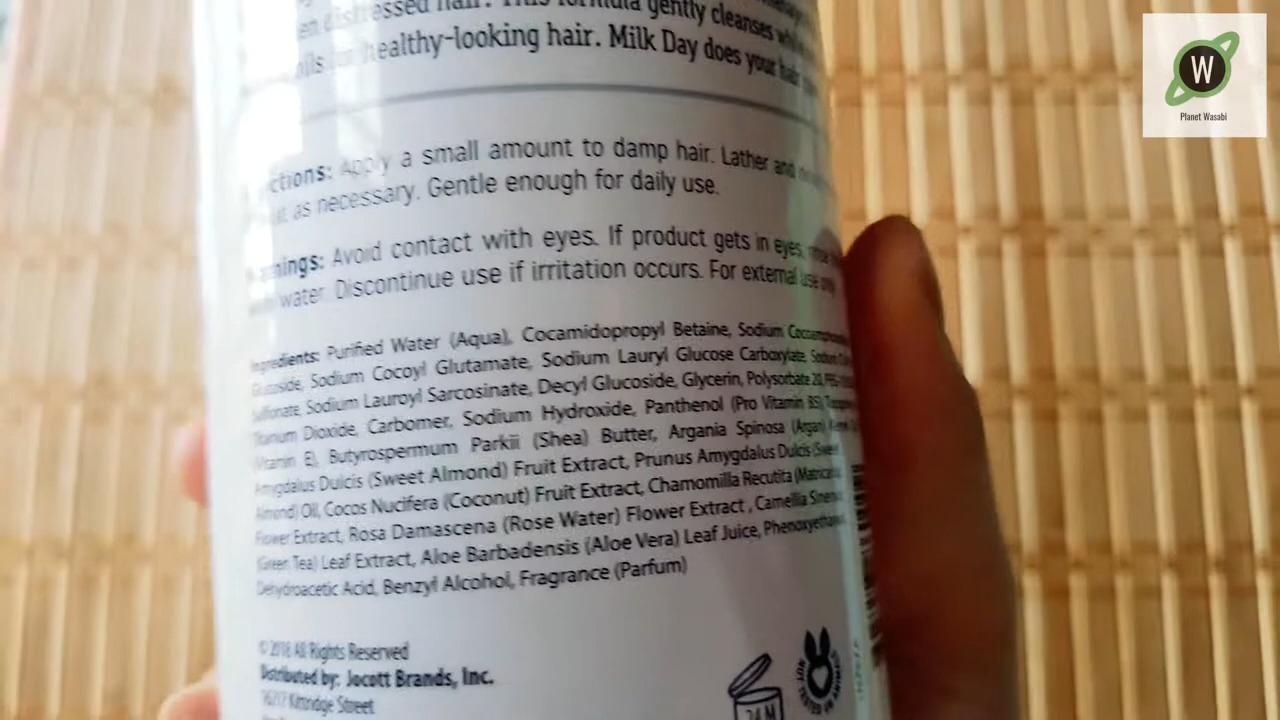 distressed hair. This formula gently cleanses
healthy-looking hair. Milk Day does your hair
W
Planet Wasabi
Apply a small amount to damp hair. Lather and
as necessary. Gentle enough for daily use.
Avoid contact with eyes. If product gets in eyes,
water. Discontinue use if irritation occurs. For external use only
Ingredients: Purified Water (Aqua), Cocamidopropyl Betaine, Sodium
Glucoside, Sodium Cocoyl Glutamate, Sodium Lauryl Glucose Carboxylate,
Sulfonate, Sodium Lauroyl Sarcosinate, Decyl Glucoside, Glycerin, Polysorbate 20,
Titanium Dioxide, Carbomer, Sodium Hydroxide, Panthenol (Pro Vitamin B5)
(Vitamin E), Butyrospermum Parkii (Shea) Butter, Argania Spinosa (Argan)
Amygdalus Dulcis (Sweet Almond) Fruit Extract, Prunus Amygdalus Dulcis (Sweet
Almond) Oil, Cocos Nucifera (Coconut) Fruit Extract, Chamomilla Recutita
Flower Extract, Rosa Damascena (Rose Water) Flower Extract , Camellia
(Green Tea) Leaf Extract, Aloe Barbadensis (Aloe Vera) Leaf Juice,
Dehydroacetic Acid, Benzyl Alcohol, Fragrance (Parfum)
© 2018 All Rights Reserved
Distributed by: Jocott Brands, Inc.
Kittridge Street
24 M